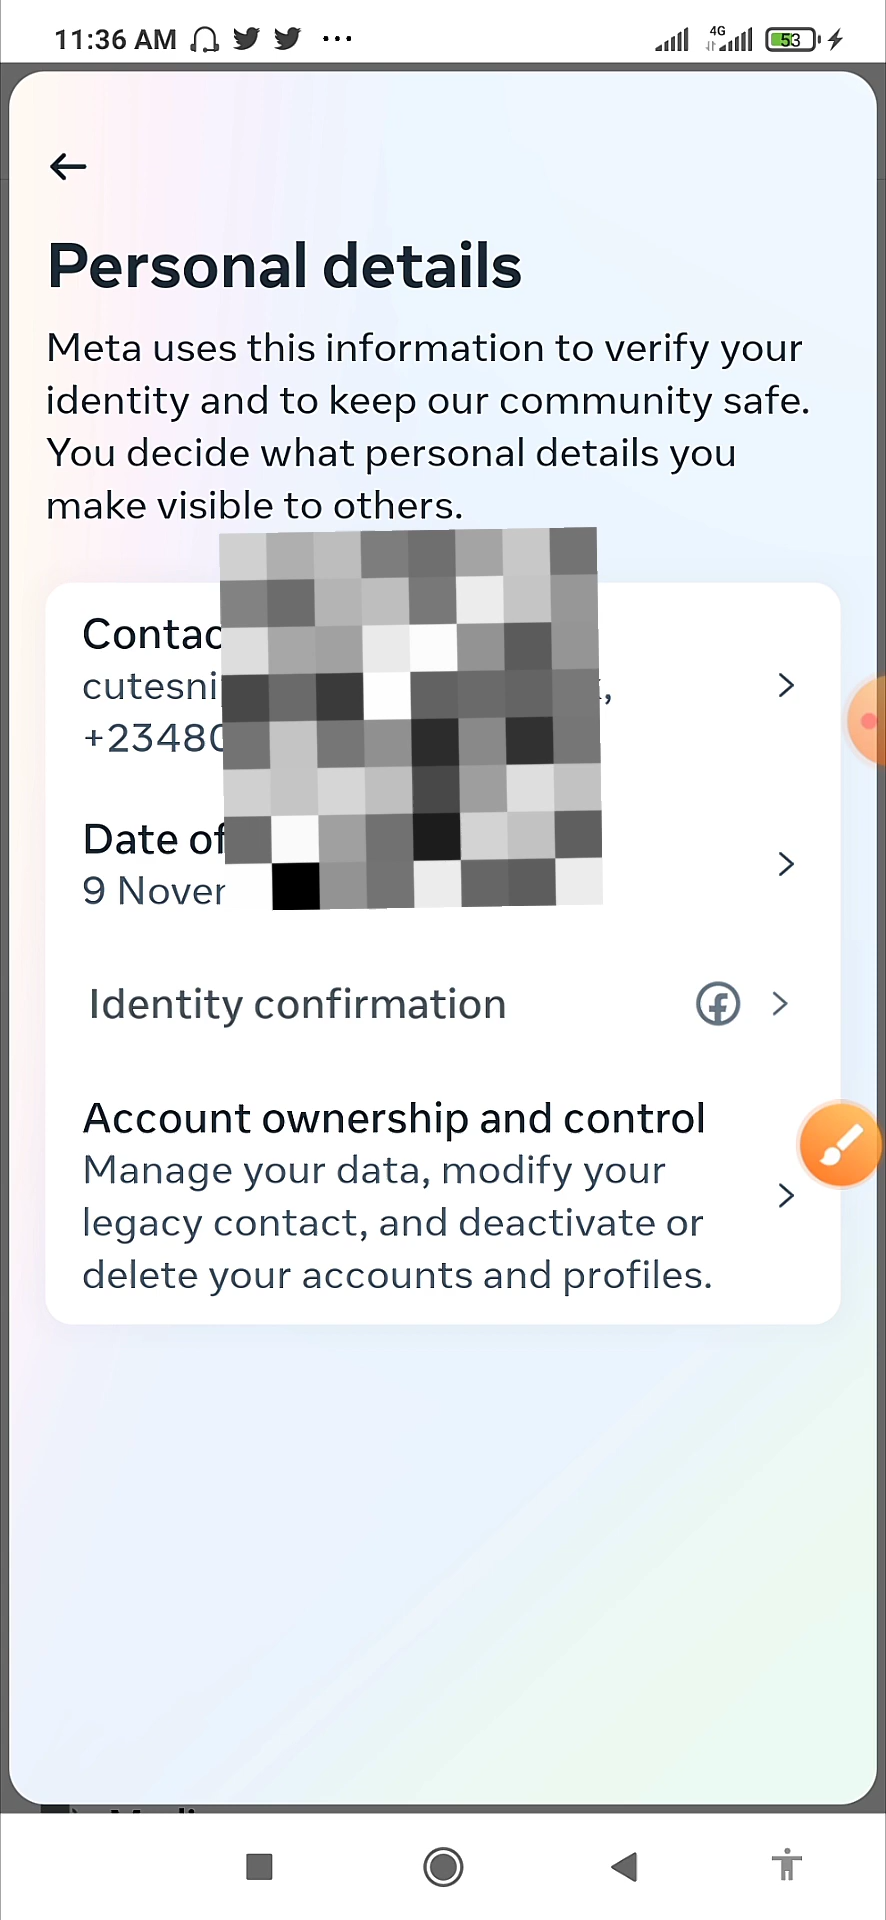 11:36 AM ... 4G 53
Personal details
Meta uses this information to verify your
identity and to keep our community safe.
You decide what personal details you
make visible to others.
Contac
cutesni ,
+23480
Date of
9 Nover
Identity confirmation
Account ownership and control
Manage your data, modify your
legacy contact, and deactivate or
delete your accounts and profiles.